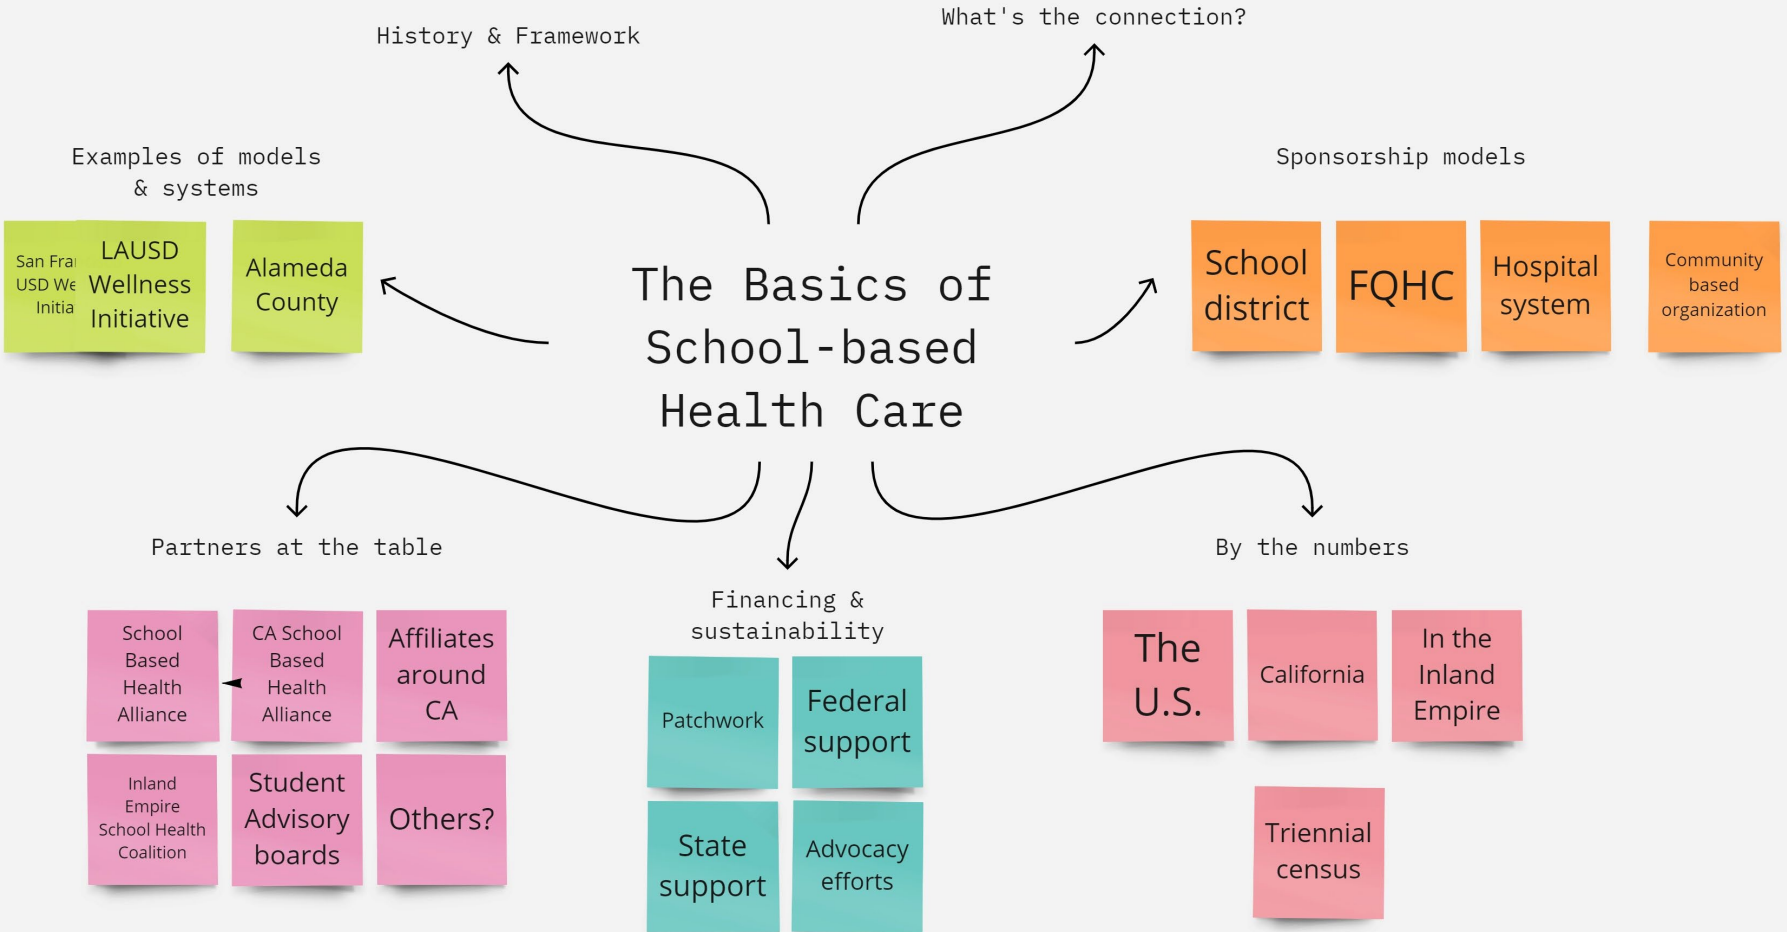 What's the connection?
History & Framework
Examples of models
& systems
Sponsorship models
San
USD
LAUSD
Wellness
Initiative
Alameda
County
The Basics of
School-based
Health Care
School
district
FQHC
Hospital
system
Community
based
organization
Partners at the table
School
Based
Health
Alliance
CA School
Based
Health
Alliance
Affiliates
around
CA
Inland
Empire
School Health
Coalition
Student
Advisory
boards
Others?
Financing &
sustainability
Patchwork
Federal
support
State
support
Advocacy
efforts
By the numbers
The
U.S.
California
In the
Inland
Empire
Triennial
census